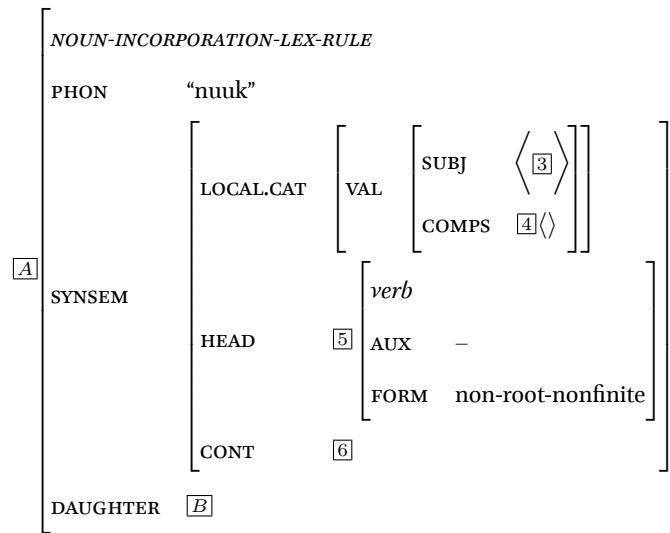 NOUN-INCORPORATION-LEX-RULE
PHON “nuuk”
SUBJ ⟨ 3 ⟩
LOCAL.CAT VAL
COMPS 4 ⟨⟩
A
SYNSEM verb
HEAD 5 AUX –
FORM non-root-nonfinite
CONT 6
DAUGHTER B